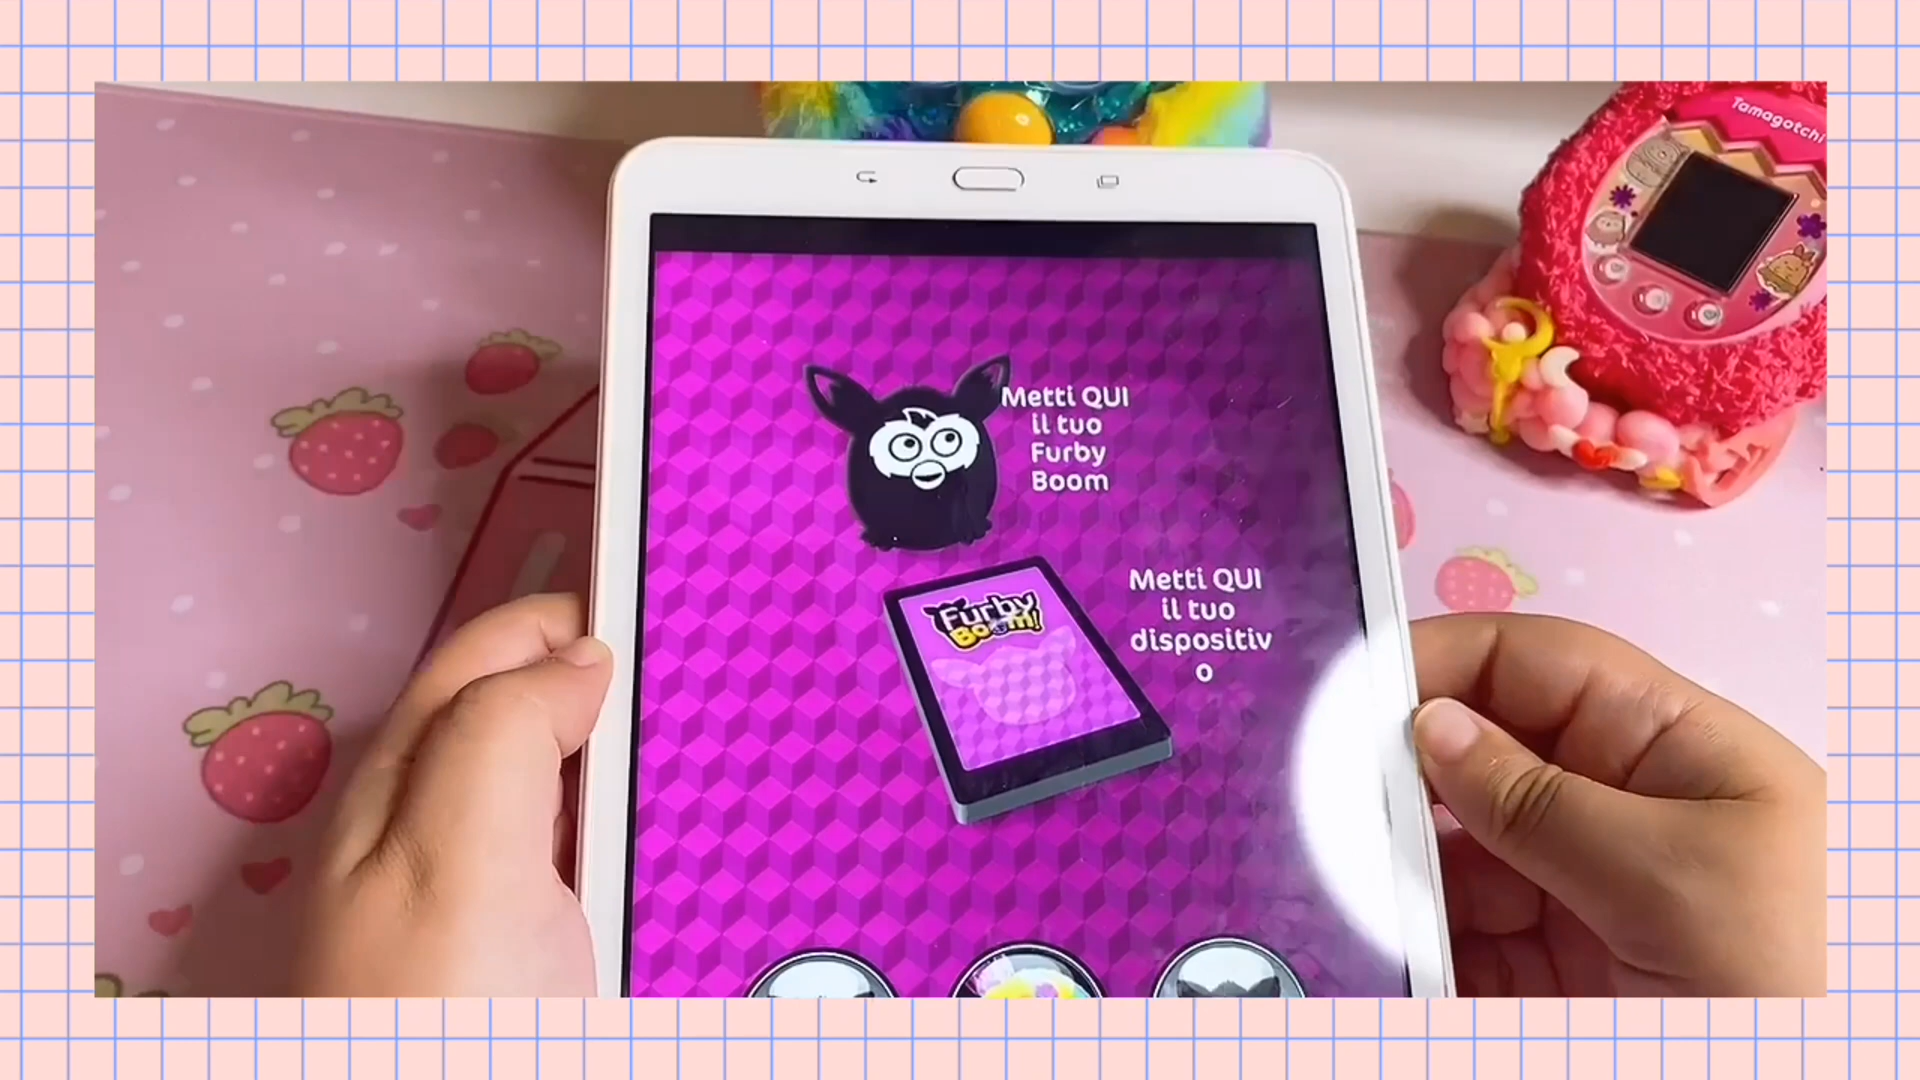 Tamagotchi
Metti QUI
il tuo
Furby
Boom
Metti QUI
il tuo
dispositiv
o
Furby
Boom!